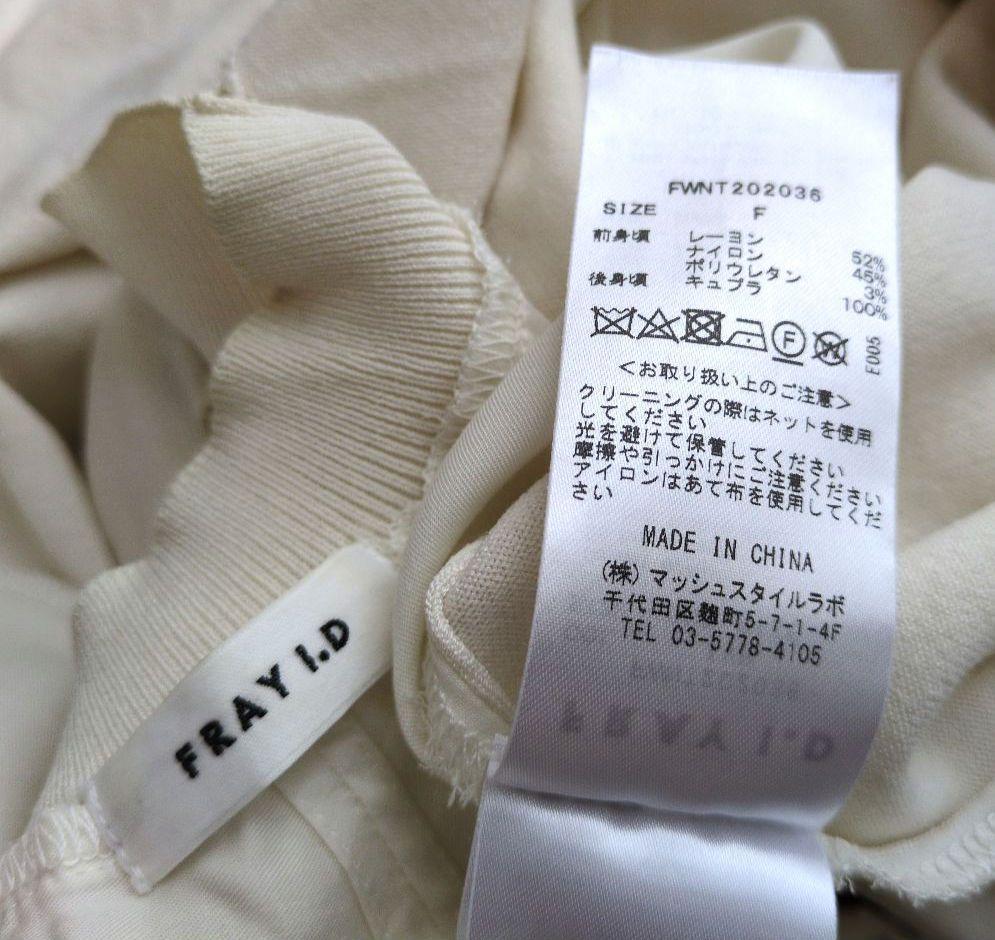 FWNT202036
SIZE F
前身頃 レーヨン 52%
ナイロン 45%
ポリウレタン 3%
後身頃 キュプラ 100%
F W
E005
＜お取り扱い上のご注意＞
クリーニングの際はネットを使用
してください
光を避けて保管してください
摩擦や引っかけにご注意ください
アイロンはあて布を使用してくだ
さい
MADE IN CHINA
(株)マッシュスタイルラボ
千代田区麹町5-7-1-4F
TEL 03-5778-4105
FRAY I.D
FRAY I.D